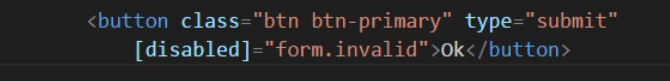 <button class="btn btn-primary" type="submit"
[disabled]="form.invalid">Ok</button>